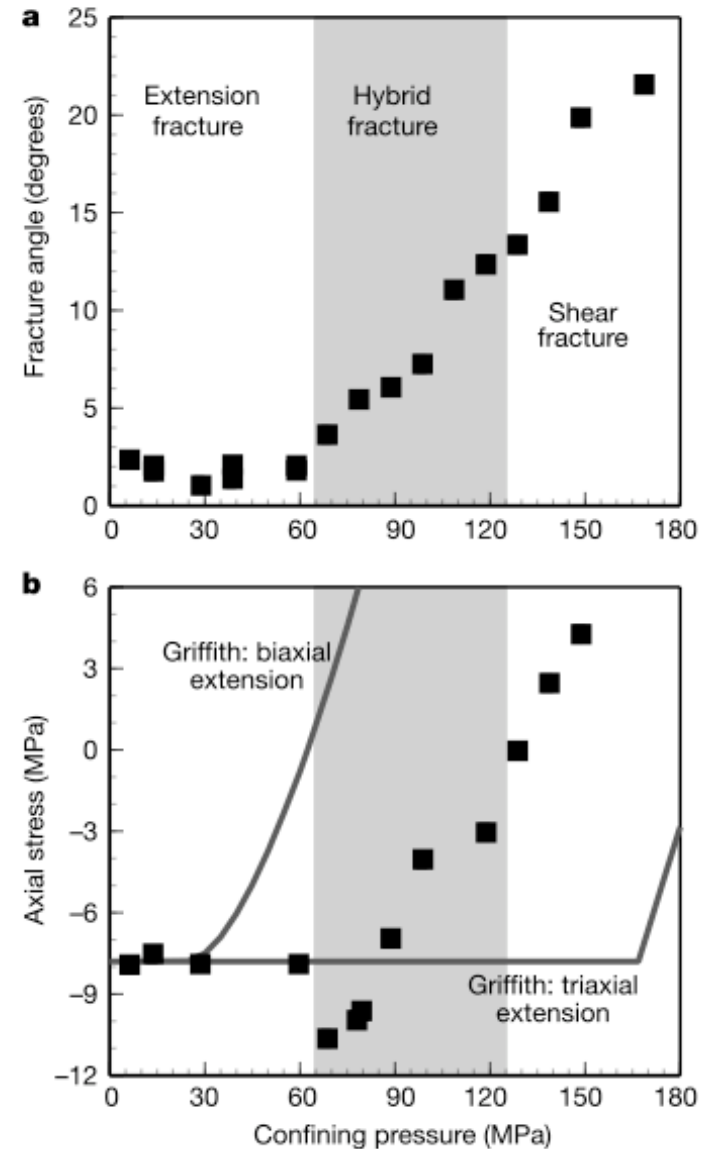 a
25
20
15
10
5
0
Fracture angle (degrees)
Extension
fracture
Hybrid
fracture
Shear
fracture
0 30 60 90 120 150 180
b
6
3
0
−3
−6
−9
−12
Axial stress (MPa)
Griffith: biaxial
extension
Griffith: triaxial
extension
0 30 60 90 120 150 180
Confining pressure (MPa)